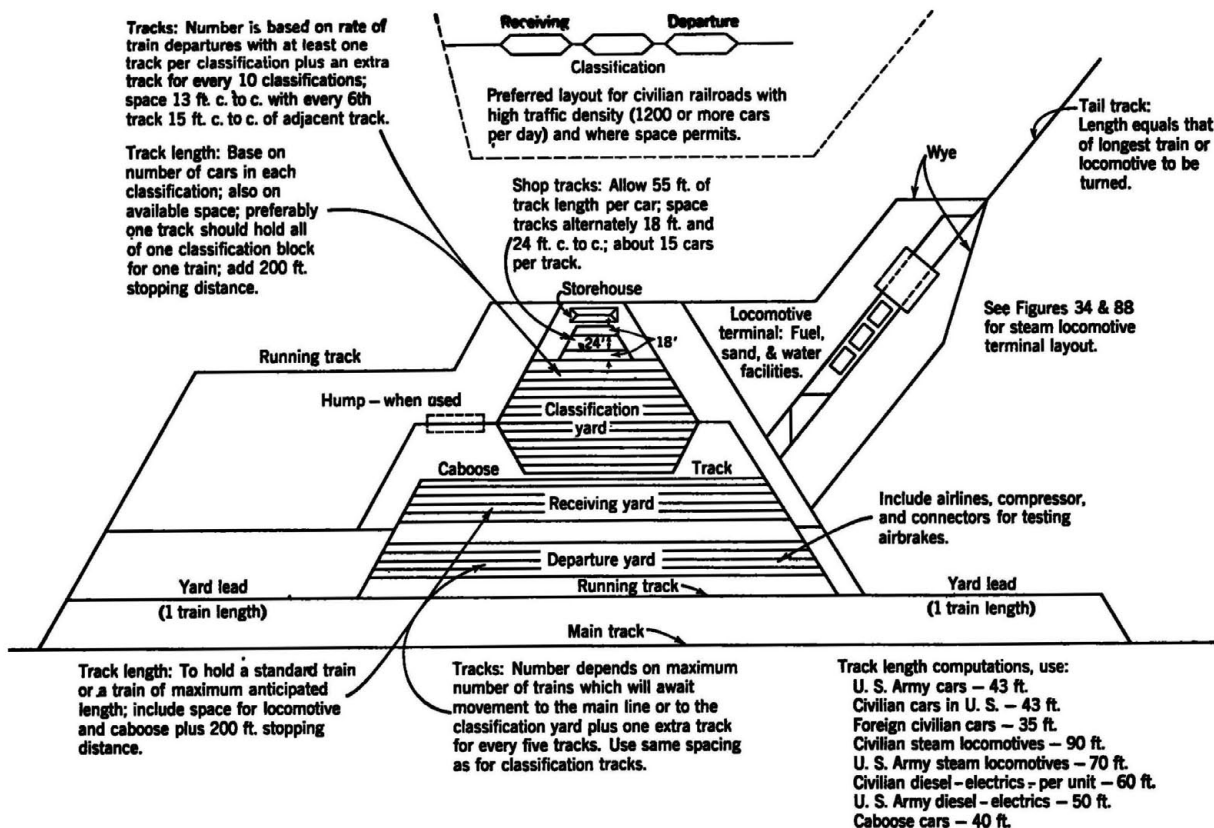 Tracks: Number is based on rate of
train departures with at least one
track per classification plus an extra
track for every 10 classifications;
space 13 ft. c. to c. with every 6th
track 15 ft. c. to c. of adjacent track.
Track length: Base on
number of cars in each
classification; also on
available space; preferably
one track should hold all
of one classification block
for one train; add 200 ft.
stopping distance.
Receiving
Departure
Classification
Preferred layout for civilian railroads with
high traffic density (1200 or more cars
per day) and where space permits.
Shop tracks: Allow 55 ft. of
track length per car; space
tracks alternately 18 ft. and
24 ft. c. to c.; about 15 cars
per track.
Tail track:
Length equals that
of longest train or
locomotive to be
turned.
Wye
Storehouse
24'
18'
Locomotive
terminal: Fuel,
sand, & water
facilities.
See Figures 34 & 88
for steam locomotive
terminal layout.
Running track
Hump – when used
Classification
yard
Caboose
Track
Receiving yard
Include airlines, compressor,
and connectors for testing
airbrakes.
Departure yard
Yard lead
(1 train length)
Running track
Yard lead
(1 train length)
Main track
Track length: To hold a standard train
or a train of maximum anticipated
length; include space for locomotive
and caboose plus 200 ft. stopping
distance.
Tracks: Number depends on maximum
number of trains which will await
movement to the main line or to the
classification yard plus one extra track
for every five tracks. Use same spacing
as for classification tracks.
Track length computations, use:
U. S. Army cars – 43 ft.
Civilian cars in U. S. – 43 ft.
Foreign civilian cars – 35 ft.
Civilian steam locomotives – 90 ft.
U. S. Army steam locomotives – 70 ft.
Civilian diesel-electrics - per unit – 60 ft.
U. S. Army diesel-electrics – 50 ft.
Caboose cars – 40 ft.